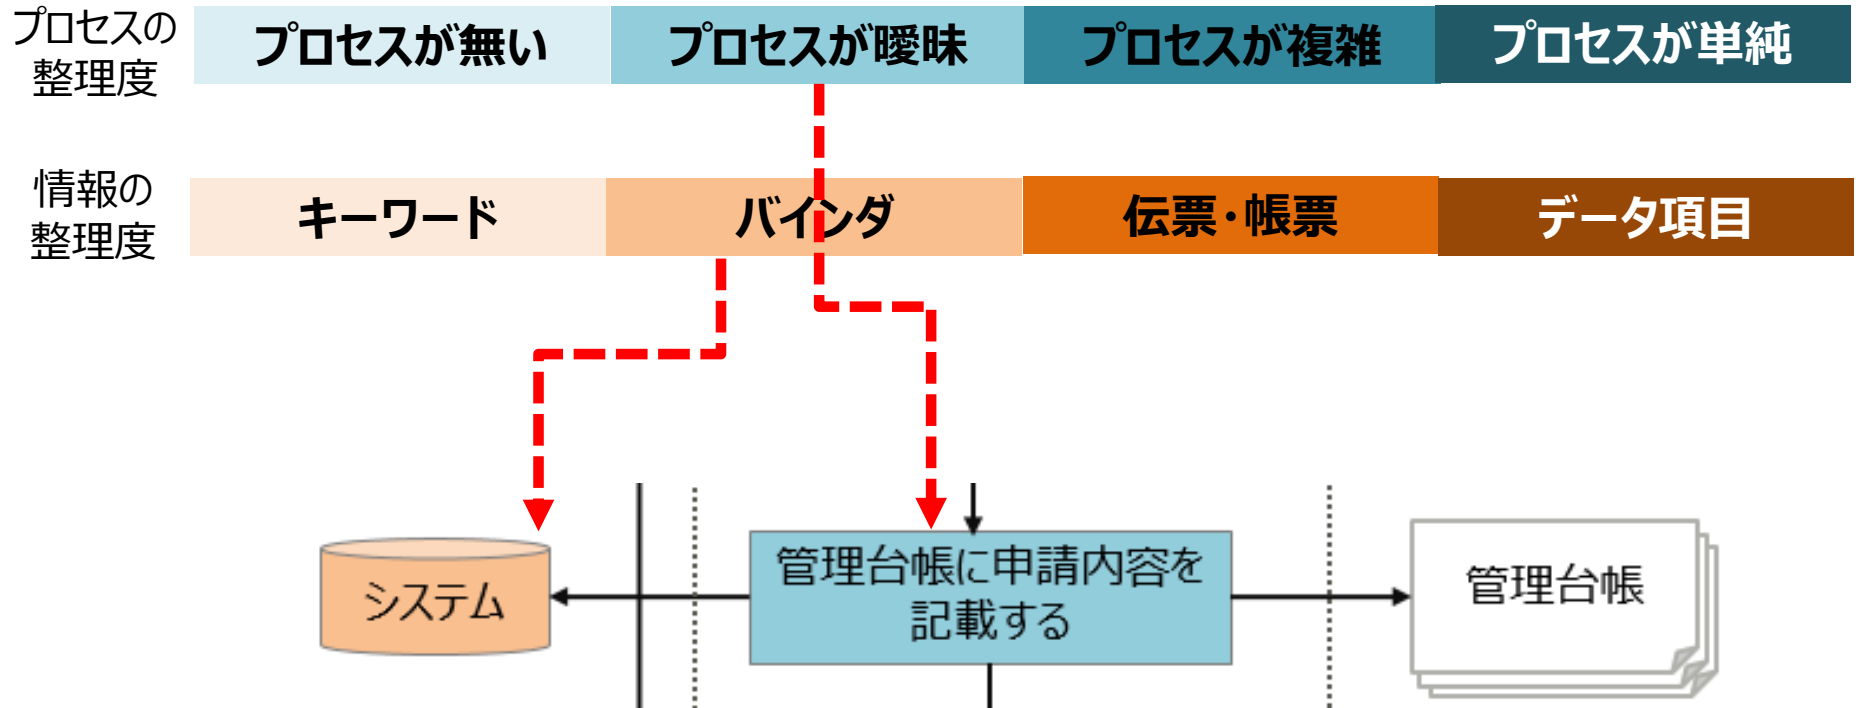 プロセスの
整理度
プロセスが無い
プロセスが曖昧
プロセスが複雑
プロセスが単純
情報の
整理度
キーワード
バインダ
伝票・帳票
データ項目
システム
管理台帳に申請内容を
記載する
管理台帳